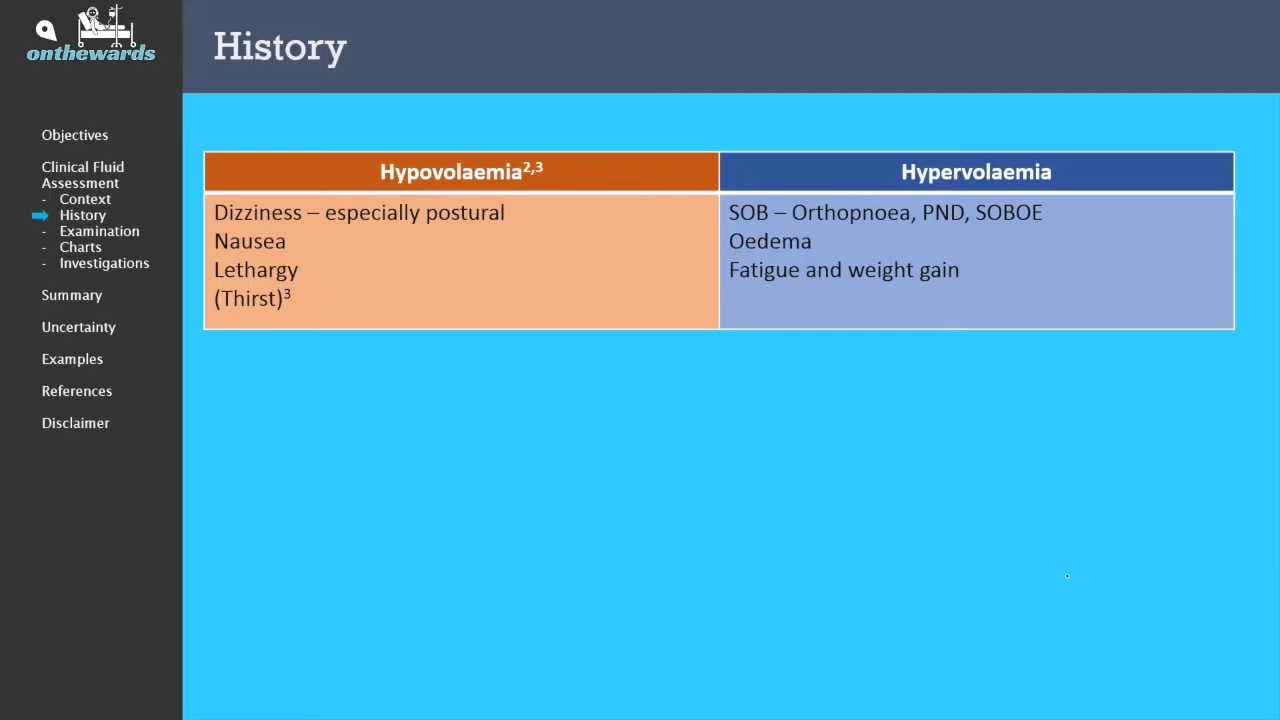 onthewards
History
Objectives
Clinical Fluid
Assessment
- Context
- History
- Examination
- Charts
- Investigations
Summary
Uncertainty
Examples
References
Disclaimer
Hypovolaemia2,3
Dizziness – especially postural
Nausea
Lethargy
(Thirst)3
Hypervolaemia
SOB – Orthopnoea, PND, SOBOE
Oedema
Fatigue and weight gain